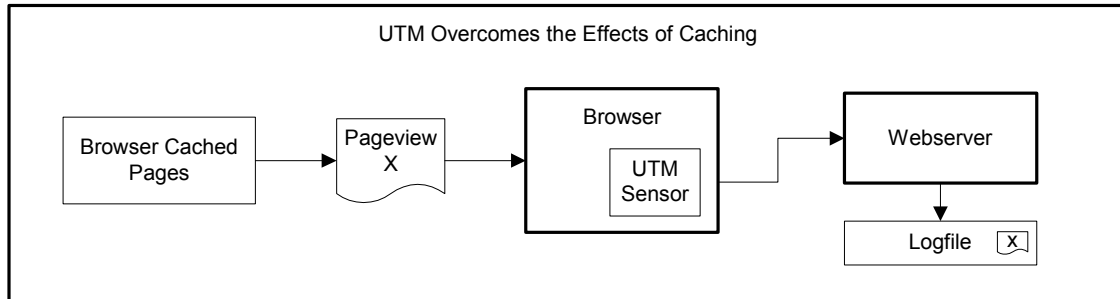 UTM Overcomes the Effects of Caching
Browser Cached
Pages
Pageview
X
Browser
UTM
Sensor
Webserver
Logfile
X